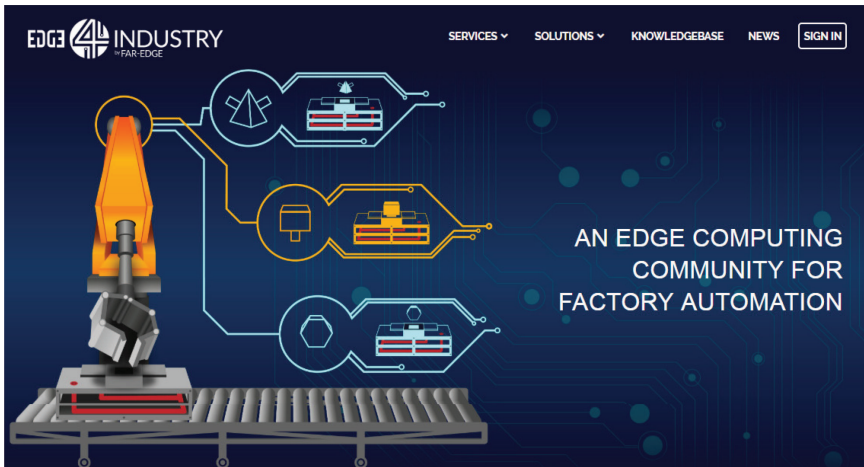 EDGE 4 INDUSTRY
by FAR-EDGE
SERVICES
SOLUTIONS
KNOWLEDGEBASE
NEWS
SIGN IN
AN EDGE COMPUTING
COMMUNITY FOR
FACTORY AUTOMATION